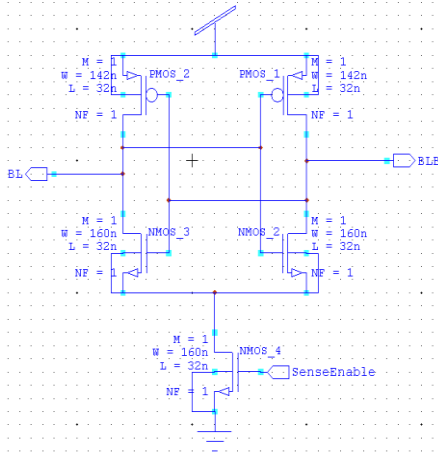 M = 1
W = 142n
L = 32n
NF = 1
PMOS_2
PMOS_1
M = 1
W = 142n
L = 32n
NF = 1
BL
BLB
M = 1
W = 160n
L = 32n
NF = 1
NMOS_3
NMOS_2
M = 1
W = 160n
L = 32n
NF = 1
M = 1
W = 160n
L = 32n
NF = 1
NMOS_4
SenseEnable